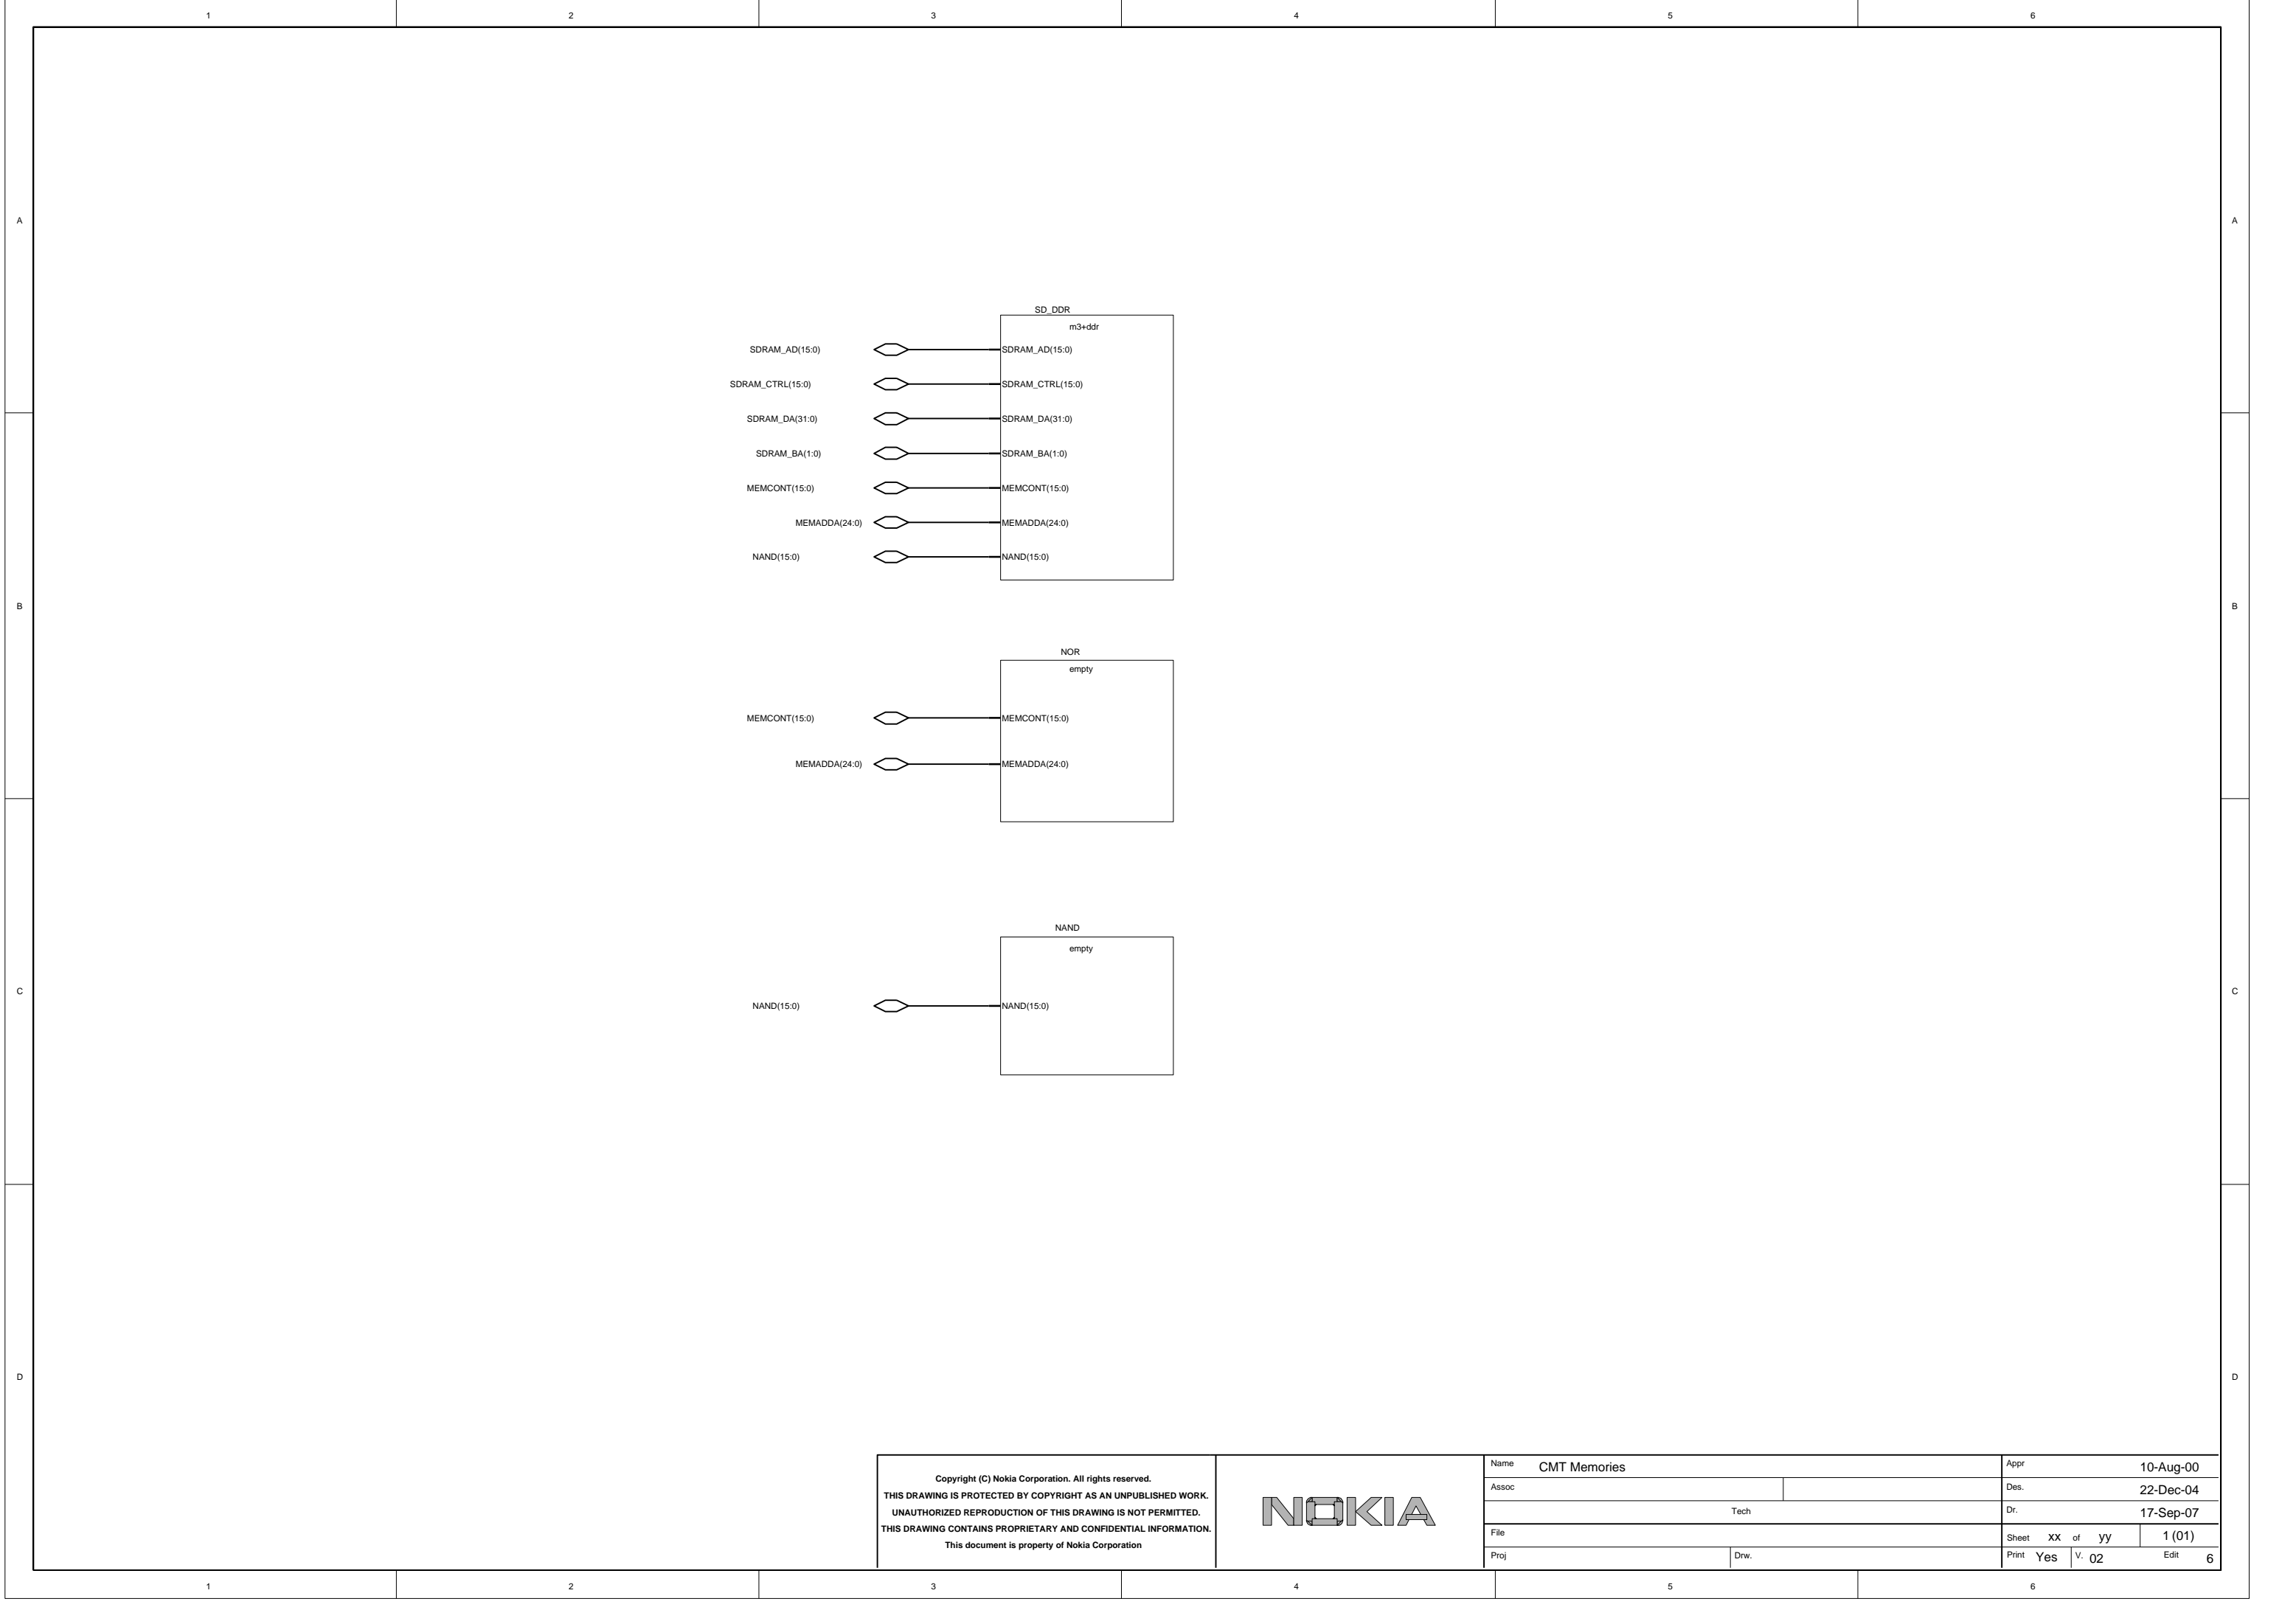 1 2 3 4 5 6
A A
SD_DDR
m3+ddr
SDRAM_AD(15:0) SDRAM_AD(15:0)
SDRAM_CTRL(15:0) SDRAM_CTRL(15:0)
SDRAM_DA(31:0) SDRAM_DA(31:0)
SDRAM_BA(1:0) SDRAM_BA(1:0)
MEMCONT(15:0) MEMCONT(15:0)
MEMADDA(24:0) MEMADDA(24:0)
NAND(15:0) NAND(15:0)
B B
NOR
empty
MEMCONT(15:0) MEMCONT(15:0)
MEMADDA(24:0) MEMADDA(24:0)
NAND
empty
C C
NAND(15:0) NAND(15:0)
D D
Copyright (C) Nokia Corporation. All rights reserved.
THIS DRAWING IS PROTECTED BY COPYRIGHT AS AN UNPUBLISHED WORK.
UNAUTHORIZED REPRODUCTION OF THIS DRAWING IS NOT PERMITTED.
THIS DRAWING CONTAINS PROPRIETARY AND CONFIDENTIAL INFORMATION.
This document is property of Nokia Corporation
NOKIA
Name CMT Memories Appr 10-Aug-00
Assoc Des. 22-Dec-04
Tech Dr. 17-Sep-07
File Sheet xx of yy 1 (01)
Proj Drw. Print Yes V. 02 Edit 6
1 2 3 4 5 6